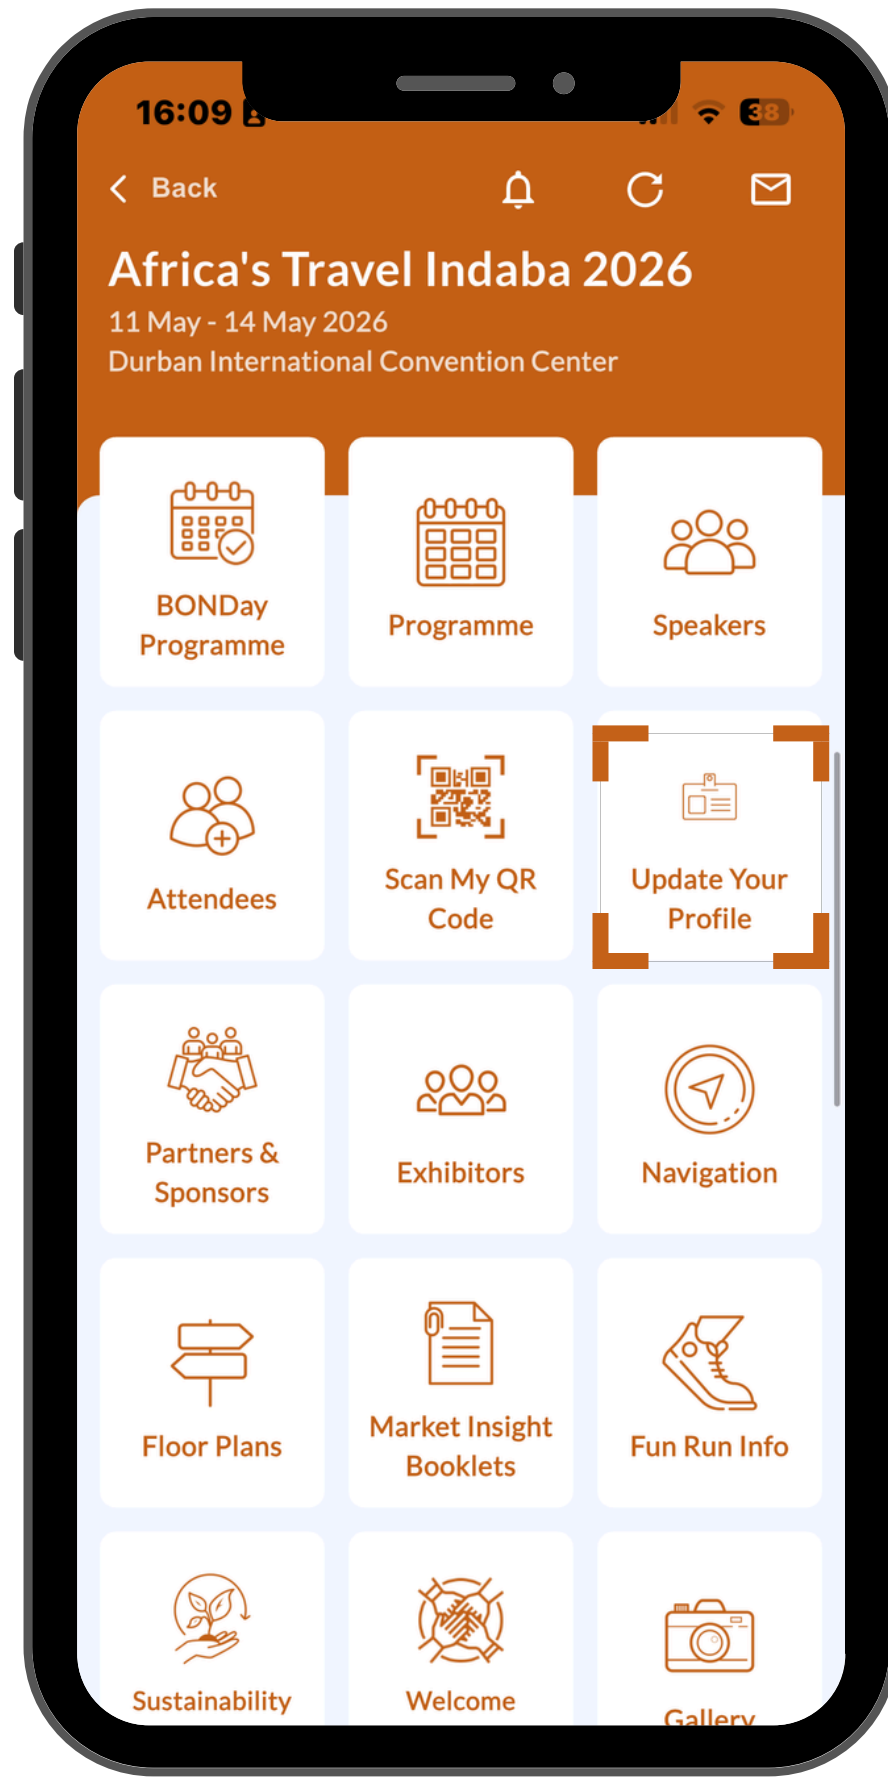 16:09
38
Back
Africa's Travel Indaba 2026
11 May - 14 May 2026
Durban International Convention Center
BONDay
Programme
Programme
Speakers
Attendees
Scan My QR
Code
Update Your
Profile
Partners &
Sponsors
Exhibitors
Navigation
Floor Plans
Market Insight
Booklets
Fun Run Info
Sustainability
Welcome
Gallery